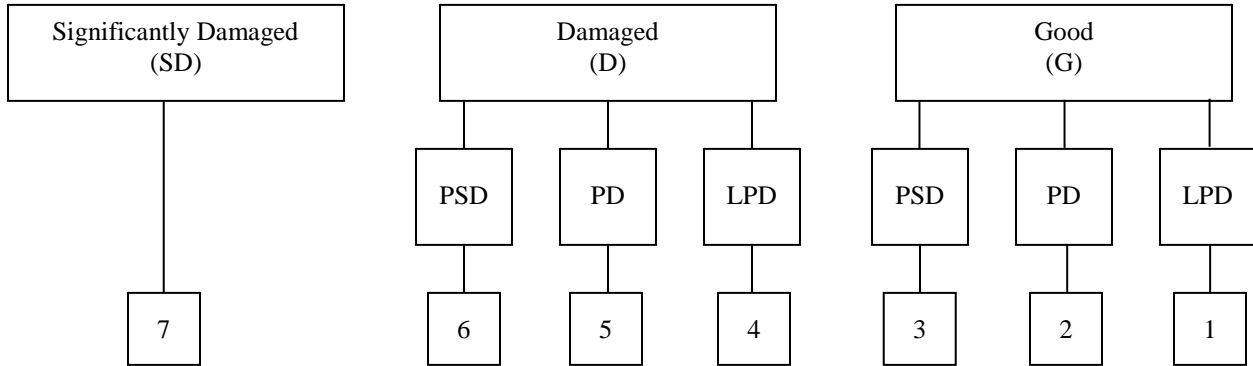 Significantly Damaged
(SD)
Damaged
(D)
Good
(G)
PSD
PD
LPD
PSD
PD
LPD
7
6
5
4
3
2
1